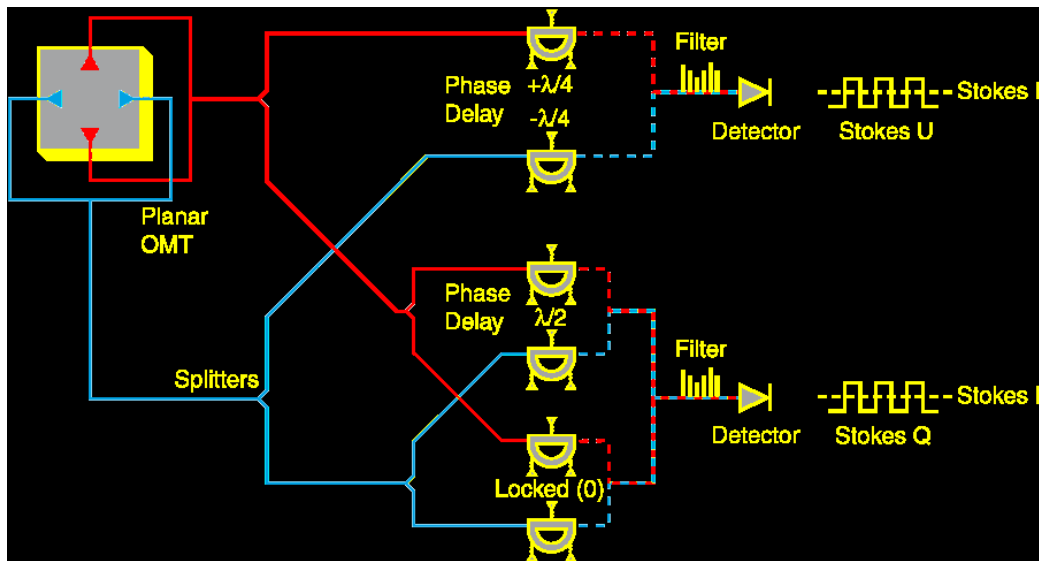 Filter
Phase
Delay
+λ/4
-λ/4
Detector
Stokes I
Stokes U
Planar
OMT
Phase
Delay
λ/2
Filter
Splitters
Detector
Stokes I
Stokes Q
Locked (0)